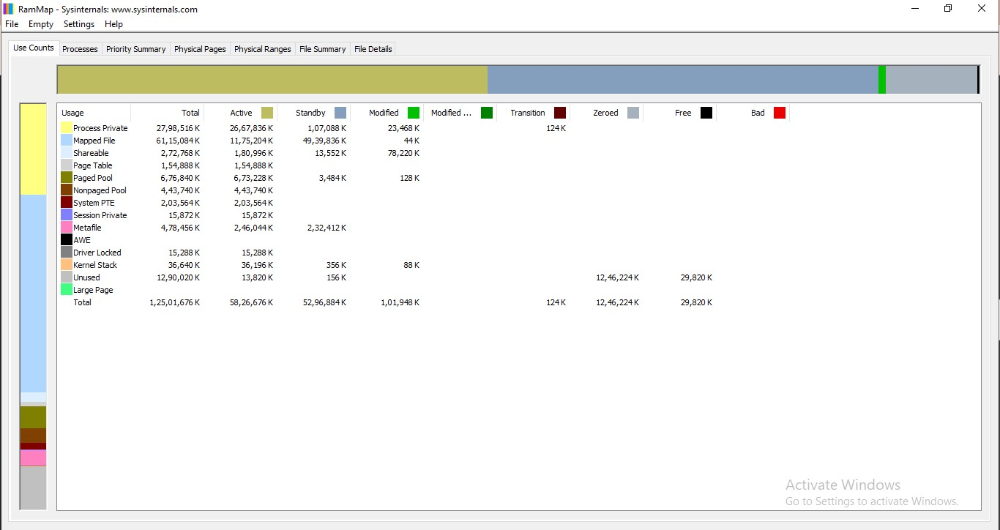 RamMap - Sysinternals: www.sysinternals.com
File Empty Settings Help
Use Counts Processes Priority Summary Physical Pages Physical Ranges File Summary File Details
Usage Total Active Standby Modified Modified ... Transition Zeroed Free Bad
Process Private 27,98,516 K 26,67,836 K 1,07,088 K 23,468 K 124 K
Mapped File 61,15,084 K 11,75,204 K 49,39,836 K 44 K
Shareable 2,72,768 K 1,80,996 K 13,552 K 78,220 K
Page Table 1,54,888 K 1,54,888 K
Paged Pool 6,76,840 K 6,73,228 K 3,484 K 128 K
Nonpaged Pool 4,43,740 K 4,43,740 K
System PTE 2,03,564 K 2,03,564 K
Session Private 15,872 K 15,872 K
Metafile 4,78,456 K 2,46,044 K 2,32,412 K
AWE
Driver Locked 15,288 K 15,288 K
Kernel Stack 36,640 K 36,196 K 356 K 88 K
Unused 12,90,020 K 13,820 K 156 K 12,46,224 K 29,820 K
Large Page
Total 1,25,01,676 K 58,26,676 K 52,96,884 K 1,01,948 K 124 K 12,46,224 K 29,820 K
Activate Windows
Go to Settings to activate Windows.